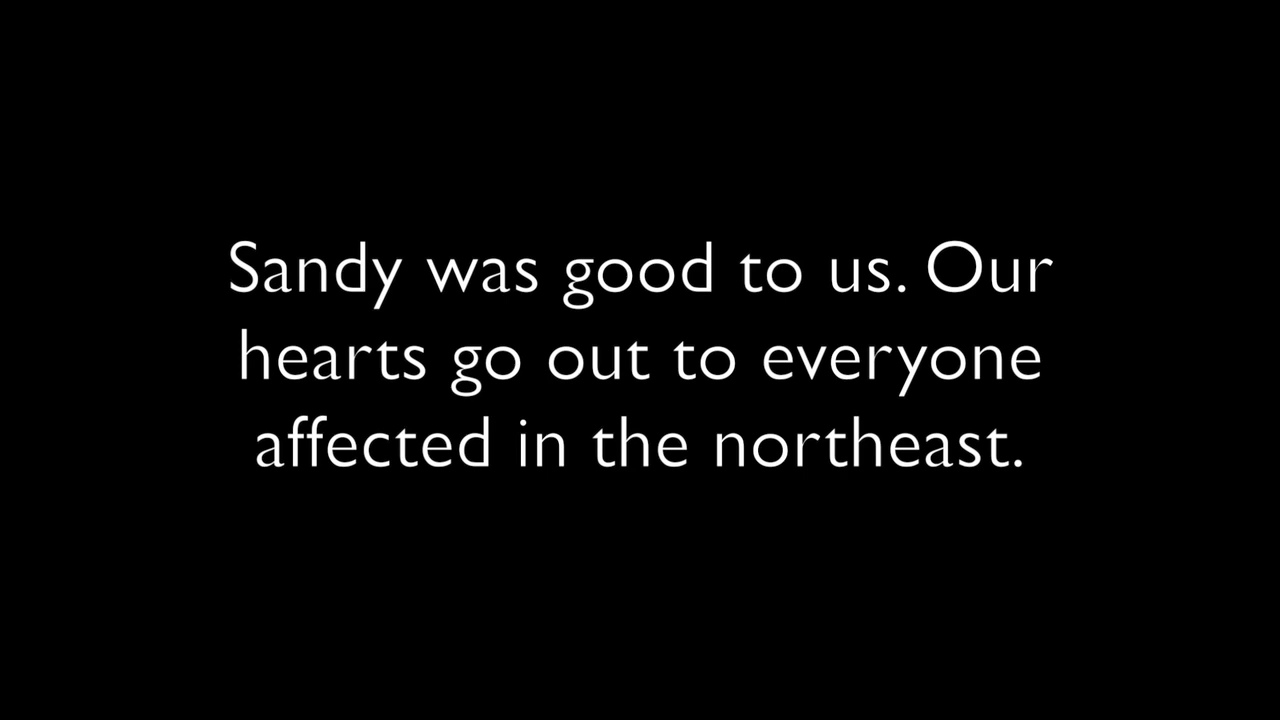 Sandy was good to us. Our
hearts go out to everyone
affected in the northeast.